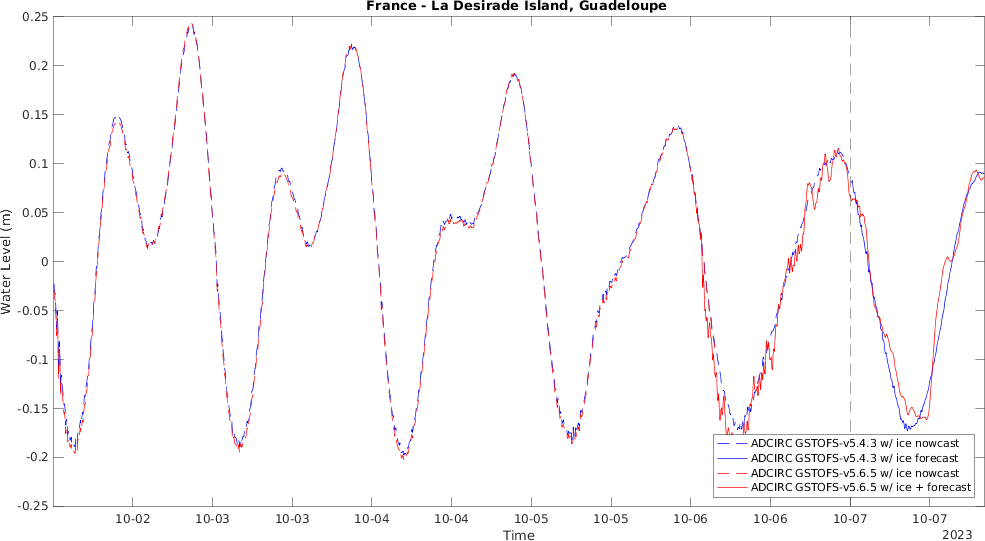 France - La Desirade Island, Guadeloupe
0.25
0.2
0.15
0.1
0.05
0
-0.05
-0.1
-0.15
-0.2
-0.25
Water Level (m)
ADCIRC GSTOFS-v5.4.3 w/ ice nowcast
ADCIRC GSTOFS-v5.4.3 w/ ice forecast
ADCIRC GSTOFS-v5.6.5 w/ ice nowcast
ADCIRC GSTOFS-v5.6.5 w/ ice + forecast
10-02 10-03 10-03 10-04 10-04 10-05 10-05 10-06 10-06 10-07 10-07
Time
2023